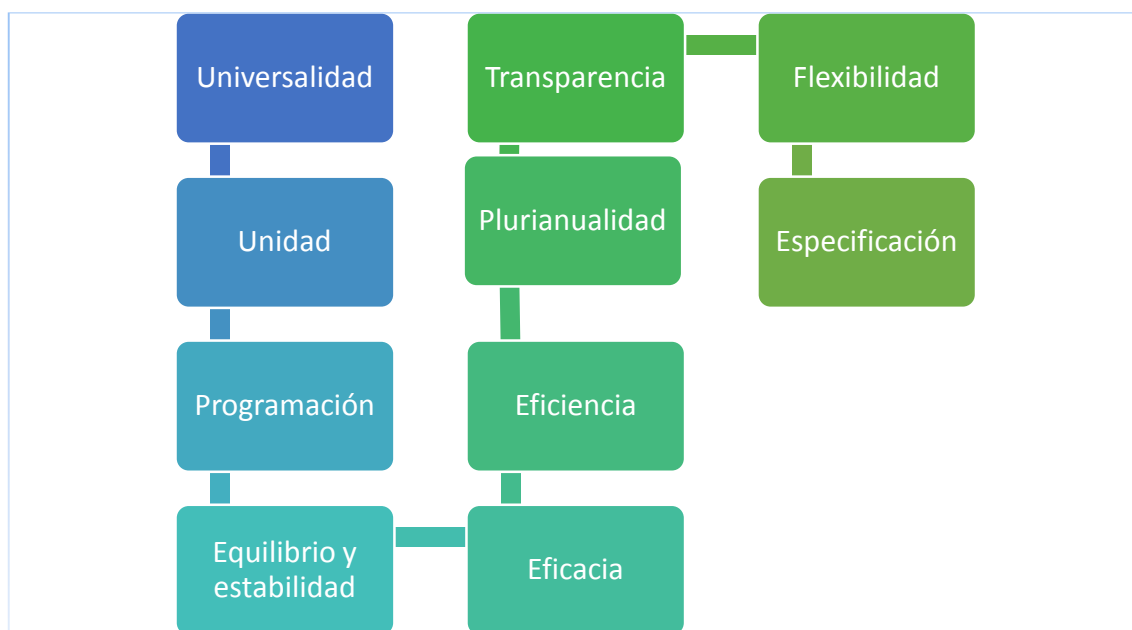 Universalidad
Unidad
Programación
Equilibrio y
estabilidad
Eficacia
Eficiencia
Plurianualidad
Transparencia
Flexibilidad
Especificación